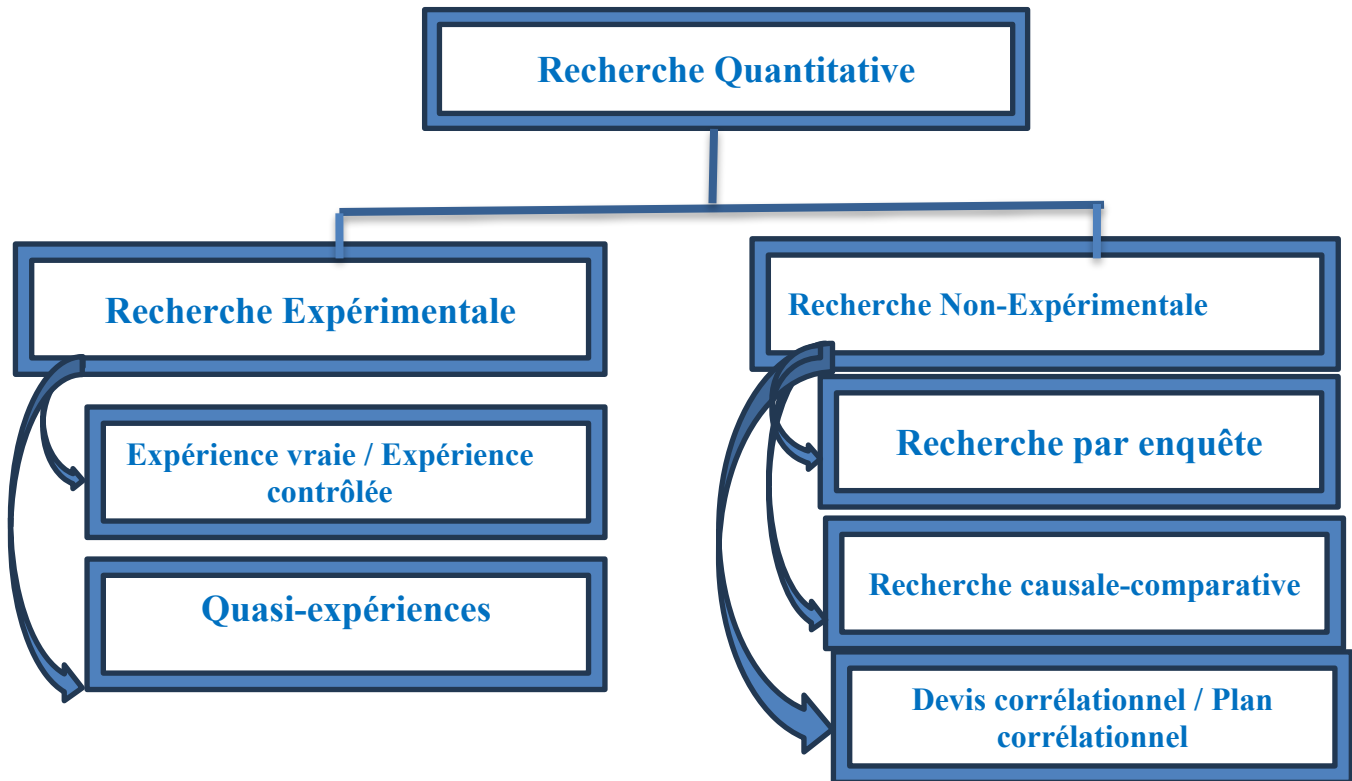 Recherche Quantitative
Recherche Expérimentale
Expérience vraie / Expérience
contrôlée
Quasi-expériences
Recherche Non-Expérimentale
Recherche par enquête
Recherche causale-comparative
Devis corrélationnel / Plan
corrélationnel